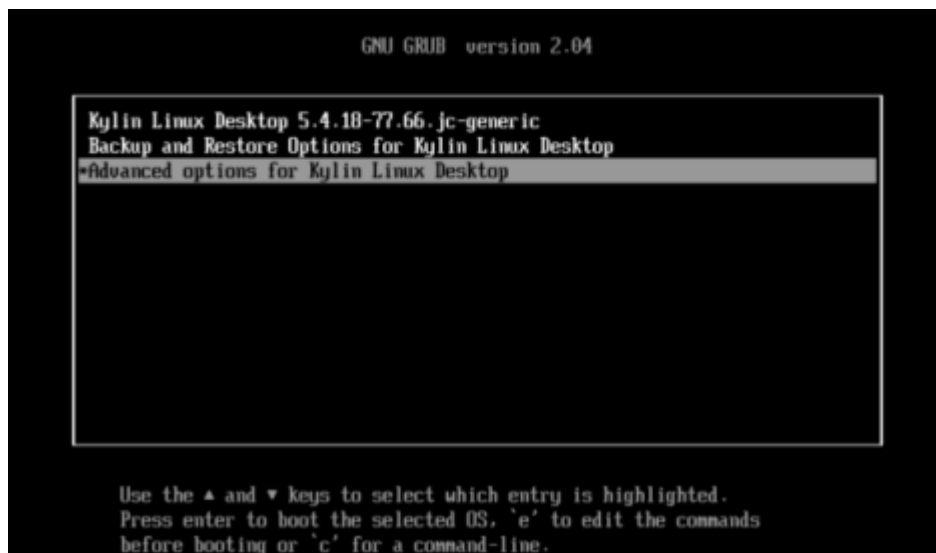 GNU GRUB version 2.04
Kylin Linux Desktop 5.4.18-77.66.jc-generic
Backup and Restore Options for Kylin Linux Desktop
*Advanced options for Kylin Linux Desktop
Use the ▲ and ▼ keys to select which entry is highlighted.
Press enter to boot the selected OS, `e' to edit the commands
before booting or `c' for a command-line.